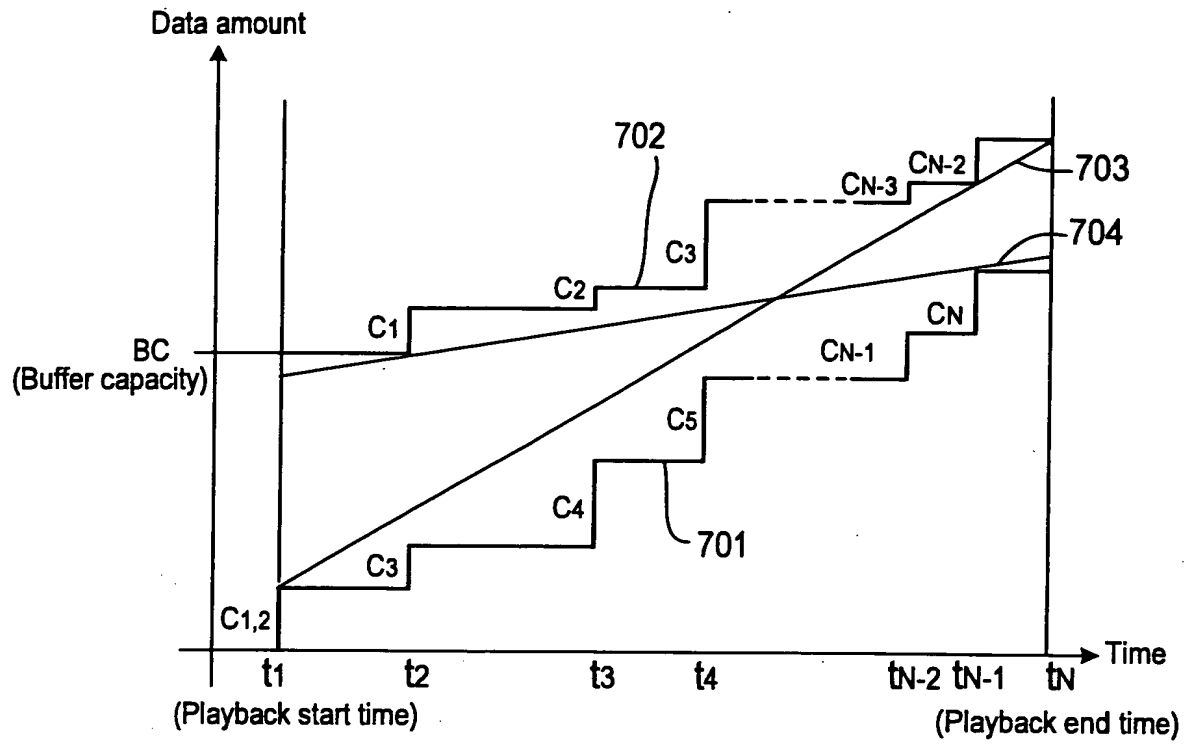 Data amount
702
CN-2
703
CN-3
C3
704
C2
C1
CN
BC
(Buffer capacity)
CN-1
C5
C4
701
C3
C1,2
Time
t1
t2
t3
t4
tN-2
tN-1
tN
(Playback start time)
(Playback end time)